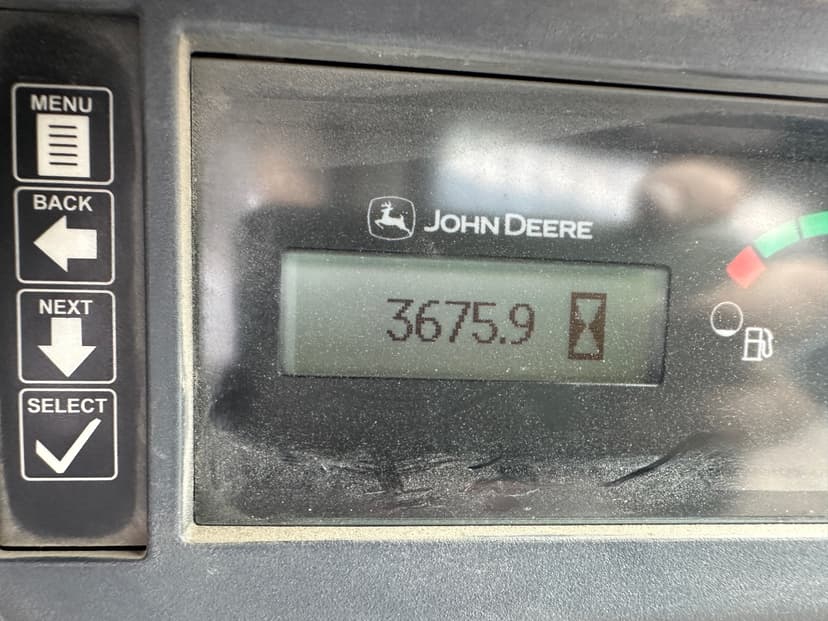 MENU
BACK
NEXT
SELECT
JOHN DEERE
3675.9